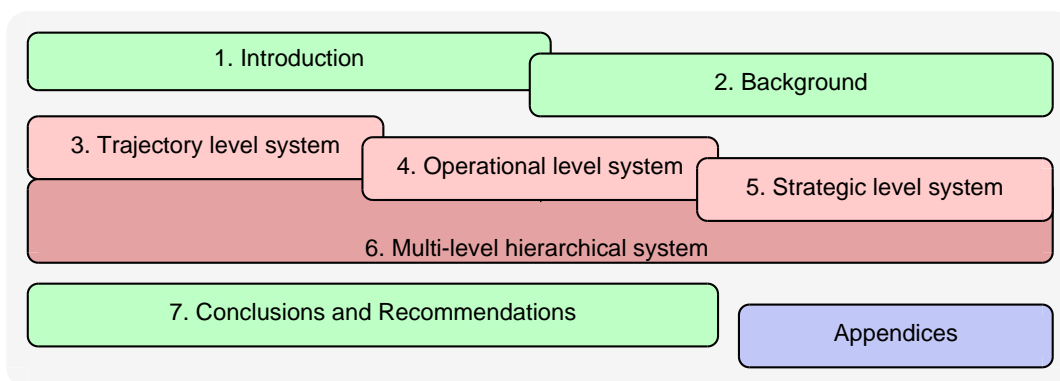 1. Introduction
2. Background
3. Trajectory level system
4. Operational level system
5. Strategic level system
6. Multi-level hierarchical system
7. Conclusions and Recommendations
Appendices